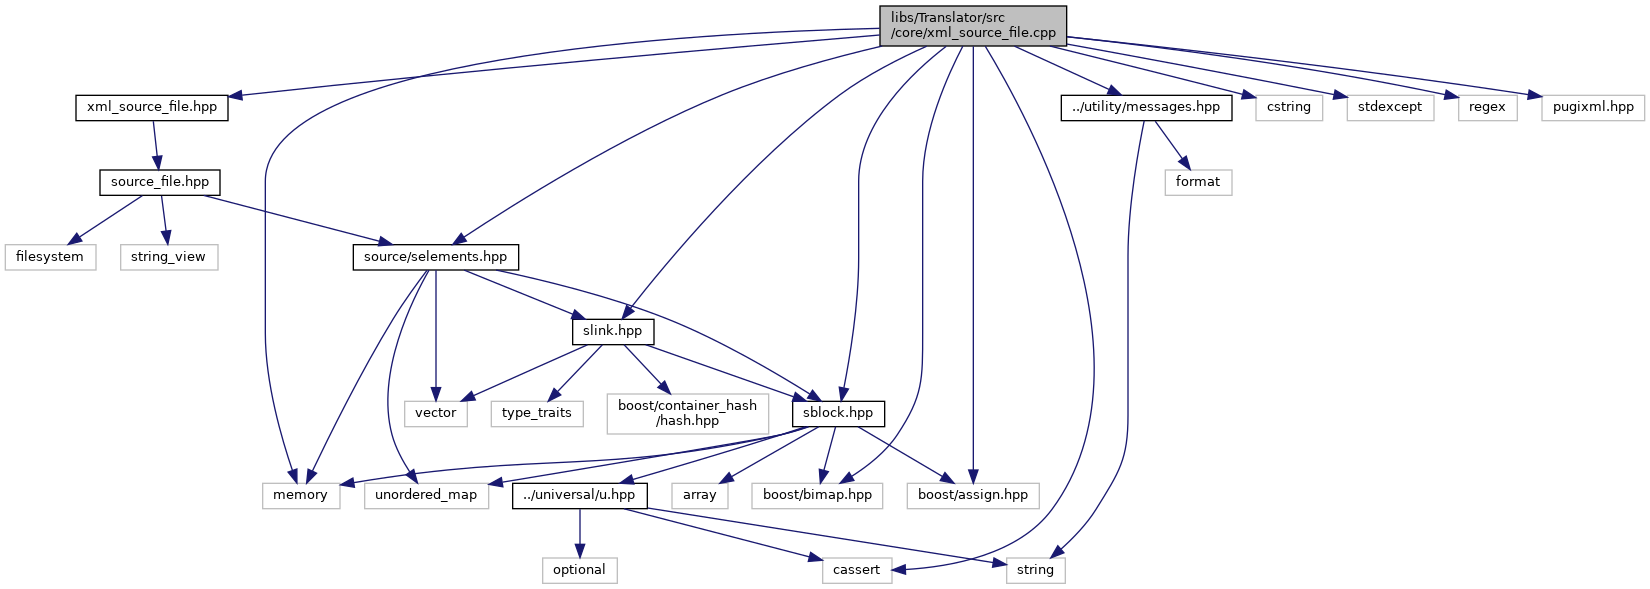 libs/Translator/src
/core/xml_source_file.cpp
xml_source_file.hpp
../utility/messages.hpp
cstring
stdexcept
regex
pugixml.hpp
source_file.hpp
format
filesystem
string_view
source/selements.hpp
slink.hpp
vector
type_traits
boost/container_hash
/hash.hpp
sblock.hpp
memory
unordered_map
../universal/u.hpp
array
boost/bimap.hpp
boost/assign.hpp
optional
cassert
string